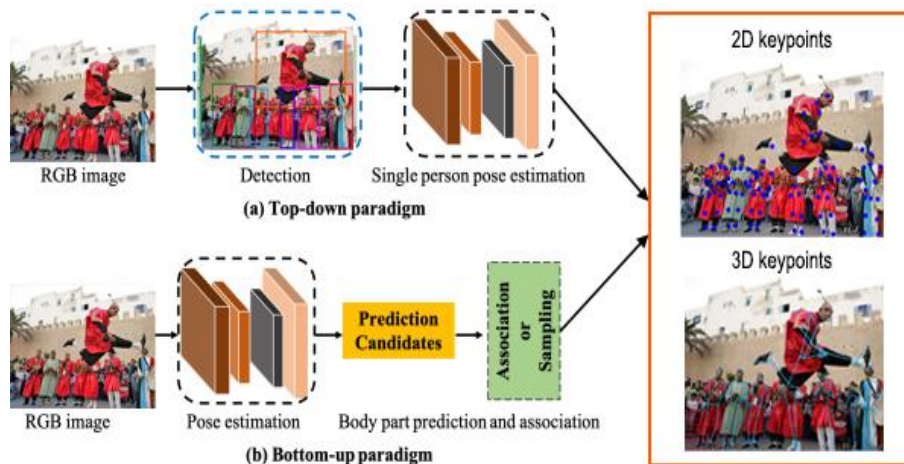 RGB image
Detection
Single person pose estimation
(a) Top-down paradigm
RGB image
Pose estimation
Prediction
Candidates
Association
or
Sampling
Body part prediction and association
(b) Bottom-up paradigm
2D keypoints
3D keypoints